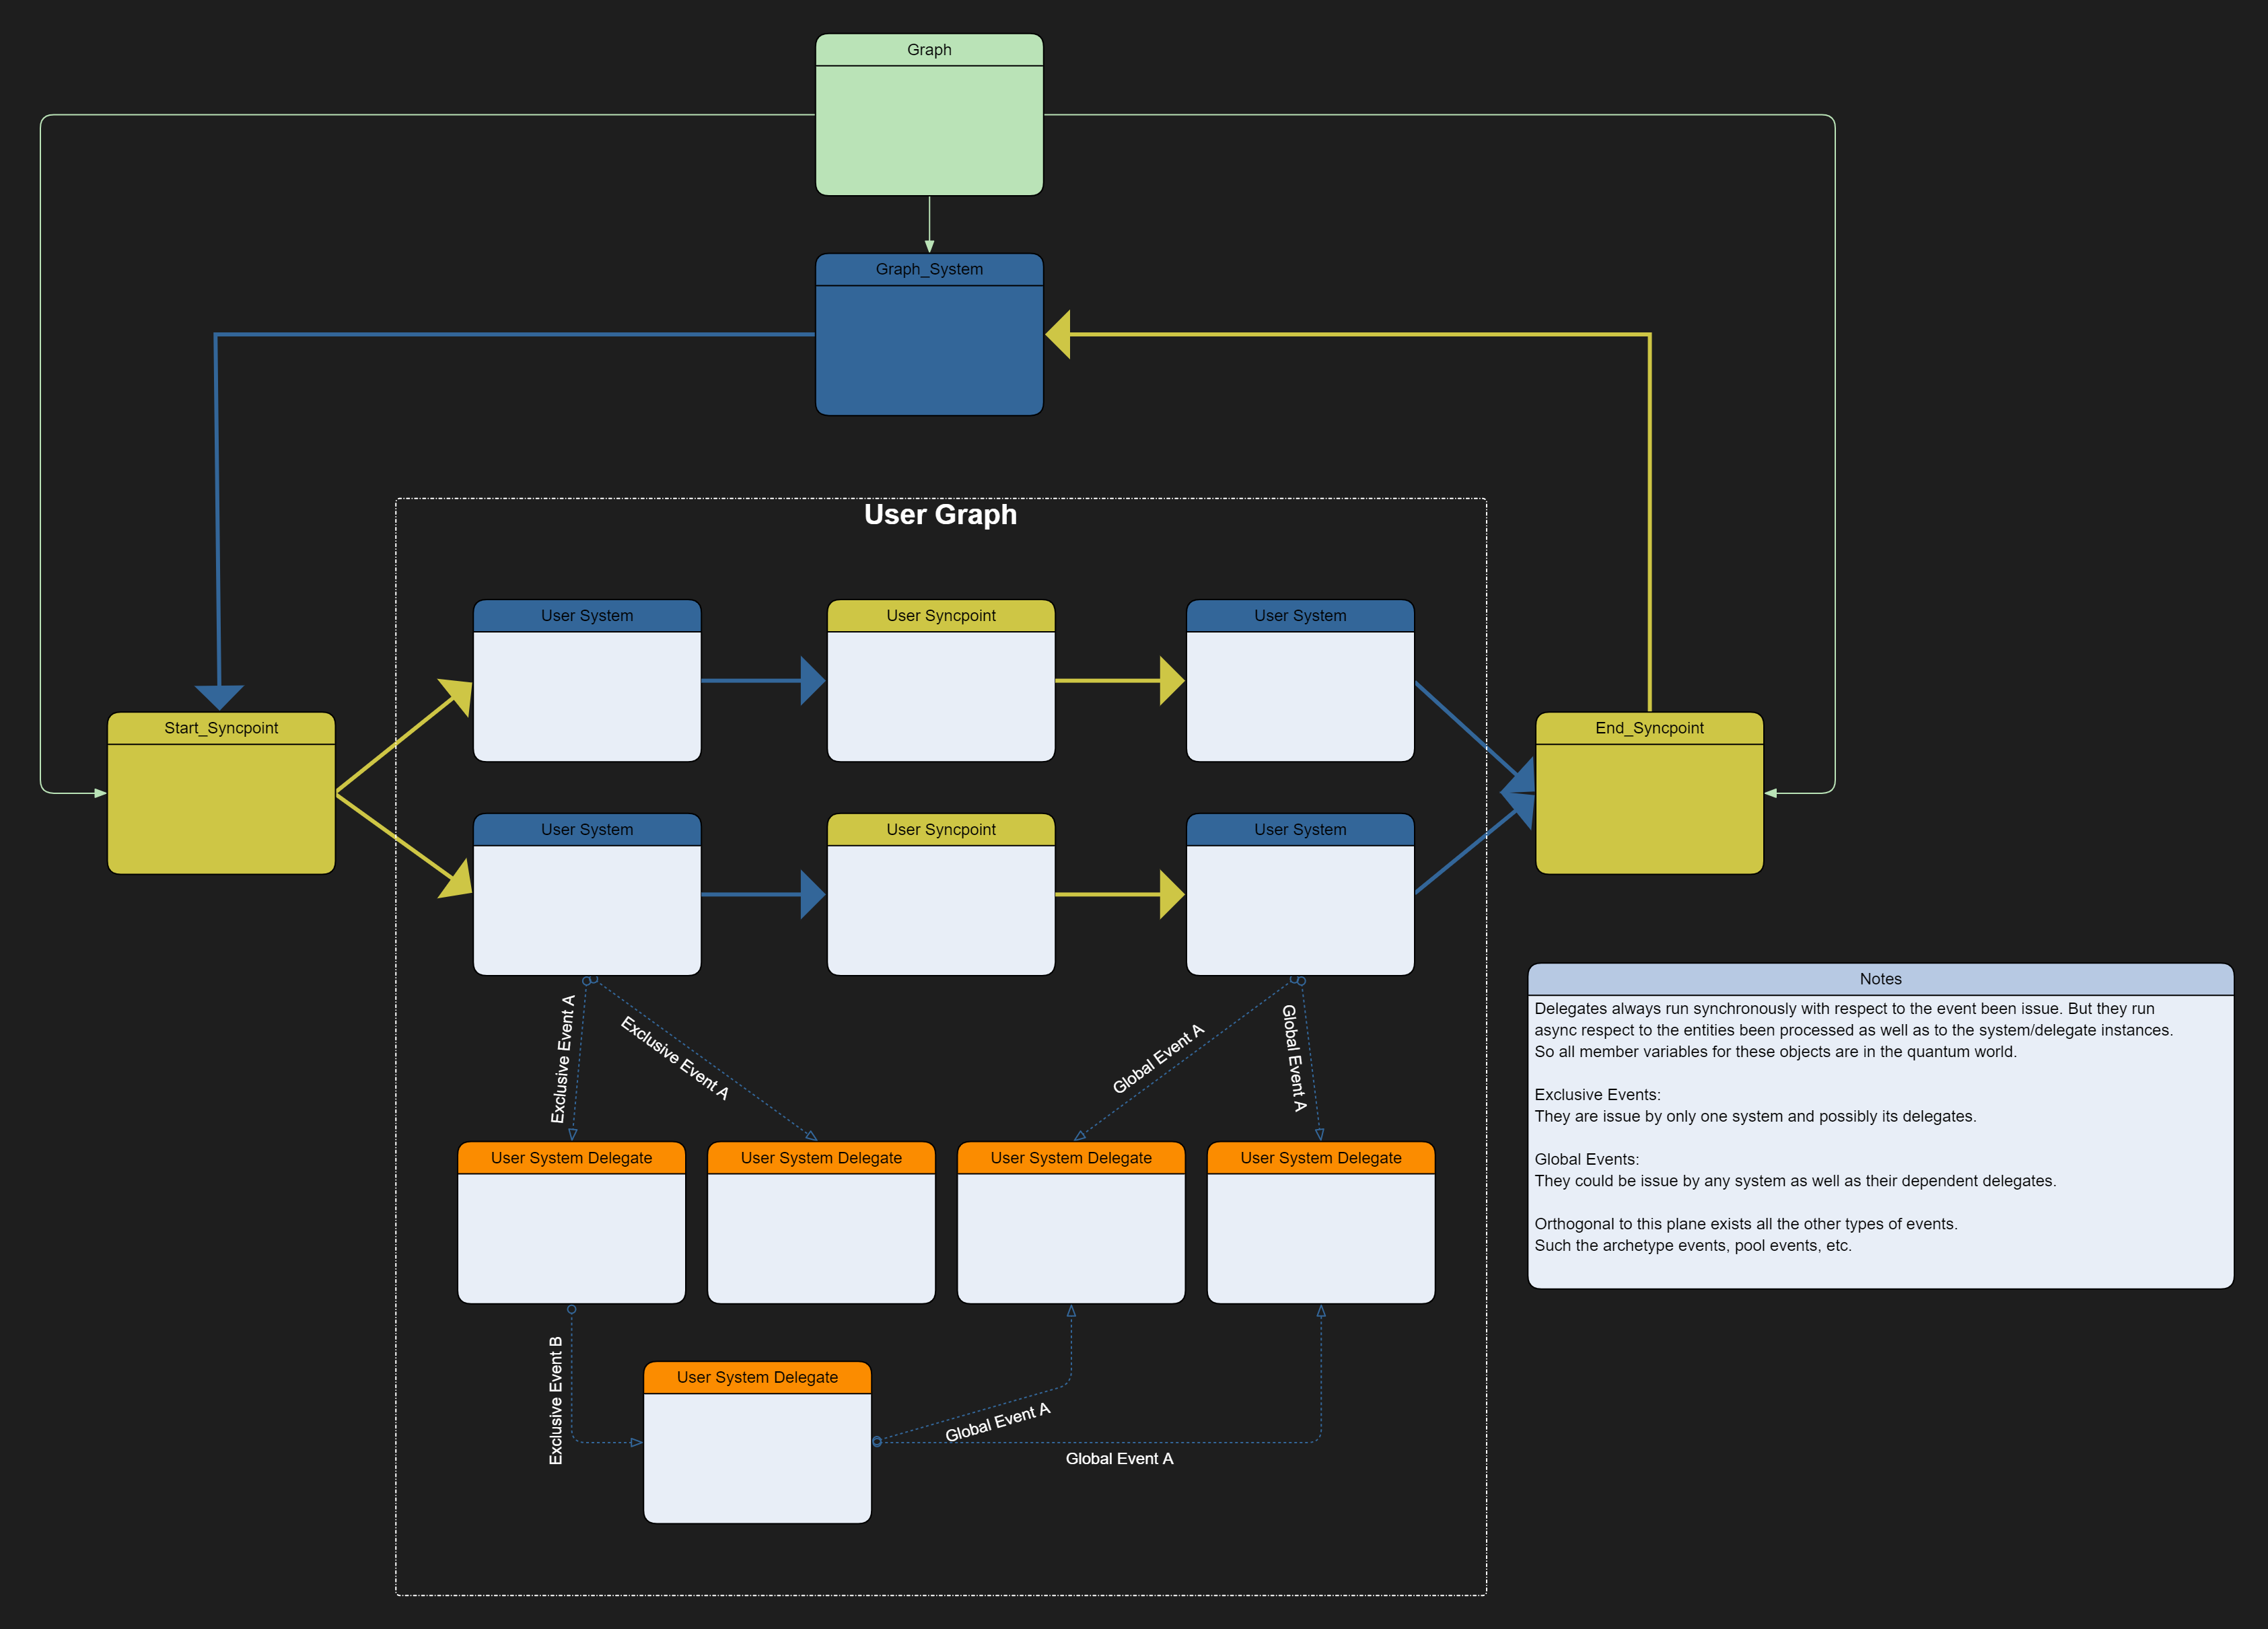 Graph
Graph_System
User Graph
User System
User Syncpoint
User System
Start_Syncpoint
End_Syncpoint
User System
User Syncpoint
User System
Exclusive Event A
Exclusive Event A
Global Event A
Global Event A
Notes
Delegates always run synchronously with respect to the event been issue. But they run
async respect to the entities been processed as well as to the system/delegate instances.
So all member variables for these objects are in the quantum world.
Exclusive Events:
They are issue by only one system and possibly its delegates.
Global Events:
They could be issue by any system as well as their dependent delegates.
Orthogonal to this plane exists all the other types of events.
Such the archetype events, pool events, etc.
User System Delegate
User System Delegate
User System Delegate
User System Delegate
Exclusive Event B
User System Delegate
Global Event A
Global Event A